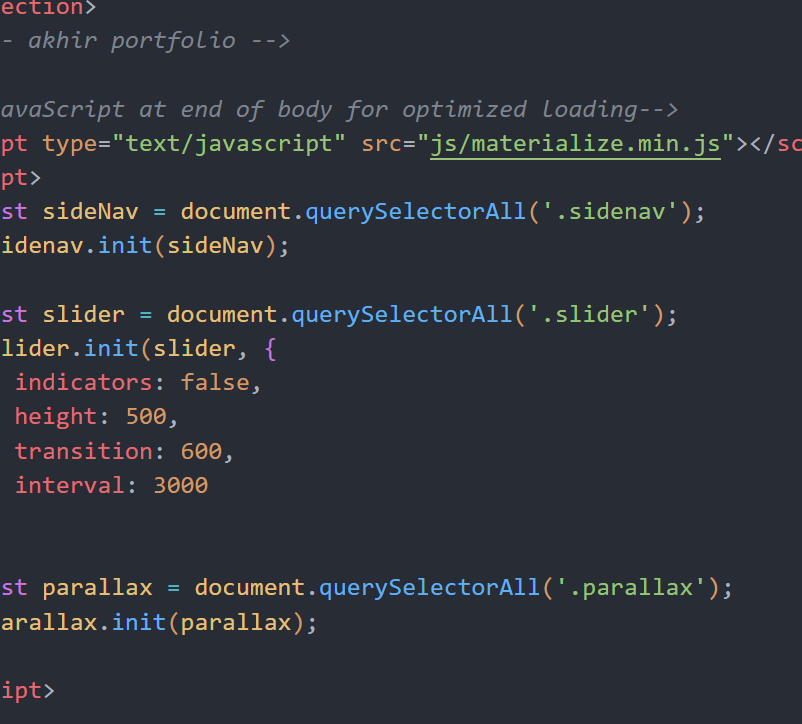 ection>
- akhir portfolio -->
avaScript at end of body for optimized loading-->
pt type="text/javascript" src="js/materialize.min.js"></sc
pt>
st sideNav = document.querySelectorAll('.sidenav');
idenav.init(sideNav);
st slider = document.querySelectorAll('.slider');
lider.init(slider, {
indicators: false,
height: 500,
transition: 600,
interval: 3000
st parallax = document.querySelectorAll('.parallax');
arallax.init(parallax);
ipt>